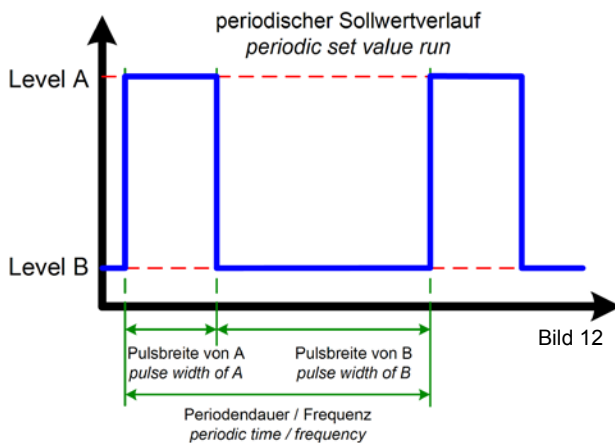 periodischer Sollwertverlauf
periodic set value run
Level A
Level B
Bild 12
Pulsbreite von A
pulse width of A
Pulsbreite von B
pulse width of B
Periodendauer / Frequenz
periodic time / frequency